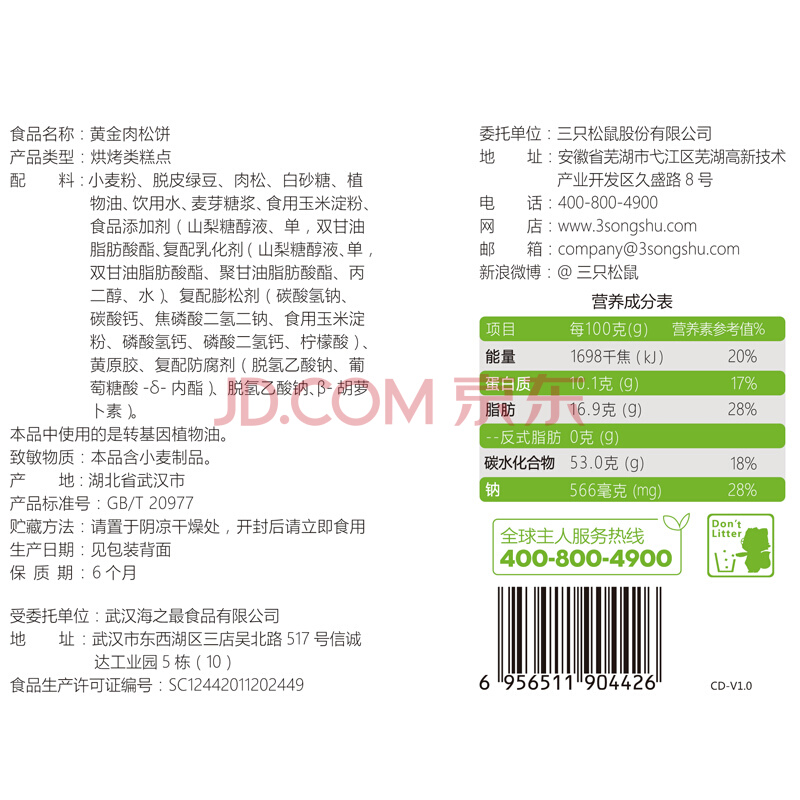 食品名称：黄金肉松饼
产品类型：烘烤类糕点
配 料：小麦粉、脱皮绿豆、肉松、白砂糖、植
物油、饮用水、麦芽糖浆、食用玉米淀粉、
食品添加剂（山梨糖醇液、单，双甘油
脂肪酸酯、复配乳化剂（山梨糖醇液、单，
双甘油脂肪酸酯、聚甘油脂肪酸酯、丙
二醇、水）、复配膨松剂（碳酸氢钠、
碳酸钙、焦磷酸二氢二钠、食用玉米淀
粉、磷酸氢钙、磷酸二氢钙、柠檬酸）、
黄原胶、复配防腐剂（脱氢乙酸钠、葡
萄糖酸-δ-内酯）、脱氢乙酸钠、β-胡萝
卜素）。
本品中使用的是转基因植物油。
致敏物质：本品含小麦制品。
产 地：湖北省武汉市
产品标准号：GB/T 20977
贮藏方法：请置于阴凉干燥处，开封后请立即食用
生产日期：见包装背面
保 质 期：6个月
受委托单位：武汉海之最食品有限公司
地 址：武汉市东西湖区三店吴北路517号信诚
达工业园5栋（10）
食品生产许可证编号：SC12442011202449
委托单位：三只松鼠股份有限公司
地 址：安徽省芜湖市弋江区芜湖高新技术
产业开发区久盛路8号
电 话：400-800-4900
网 店：www.3songshu.com
邮 箱：company@3songshu.com
新浪微博：@三只松鼠
营养成分表
项目 每100克(g) 营养素参考值%
能量 1698千焦(kJ) 20%
蛋白质 10.1克(g) 17%
脂肪 16.9克(g) 28%
--反式脂肪 0克(g)
碳水化合物 53.0克(g) 18%
钠 566毫克(mg) 28%
全球主人服务热线
400-800-4900
Don't
Litter
6 956511 904426
CD-V1.0
JD.COM 京东